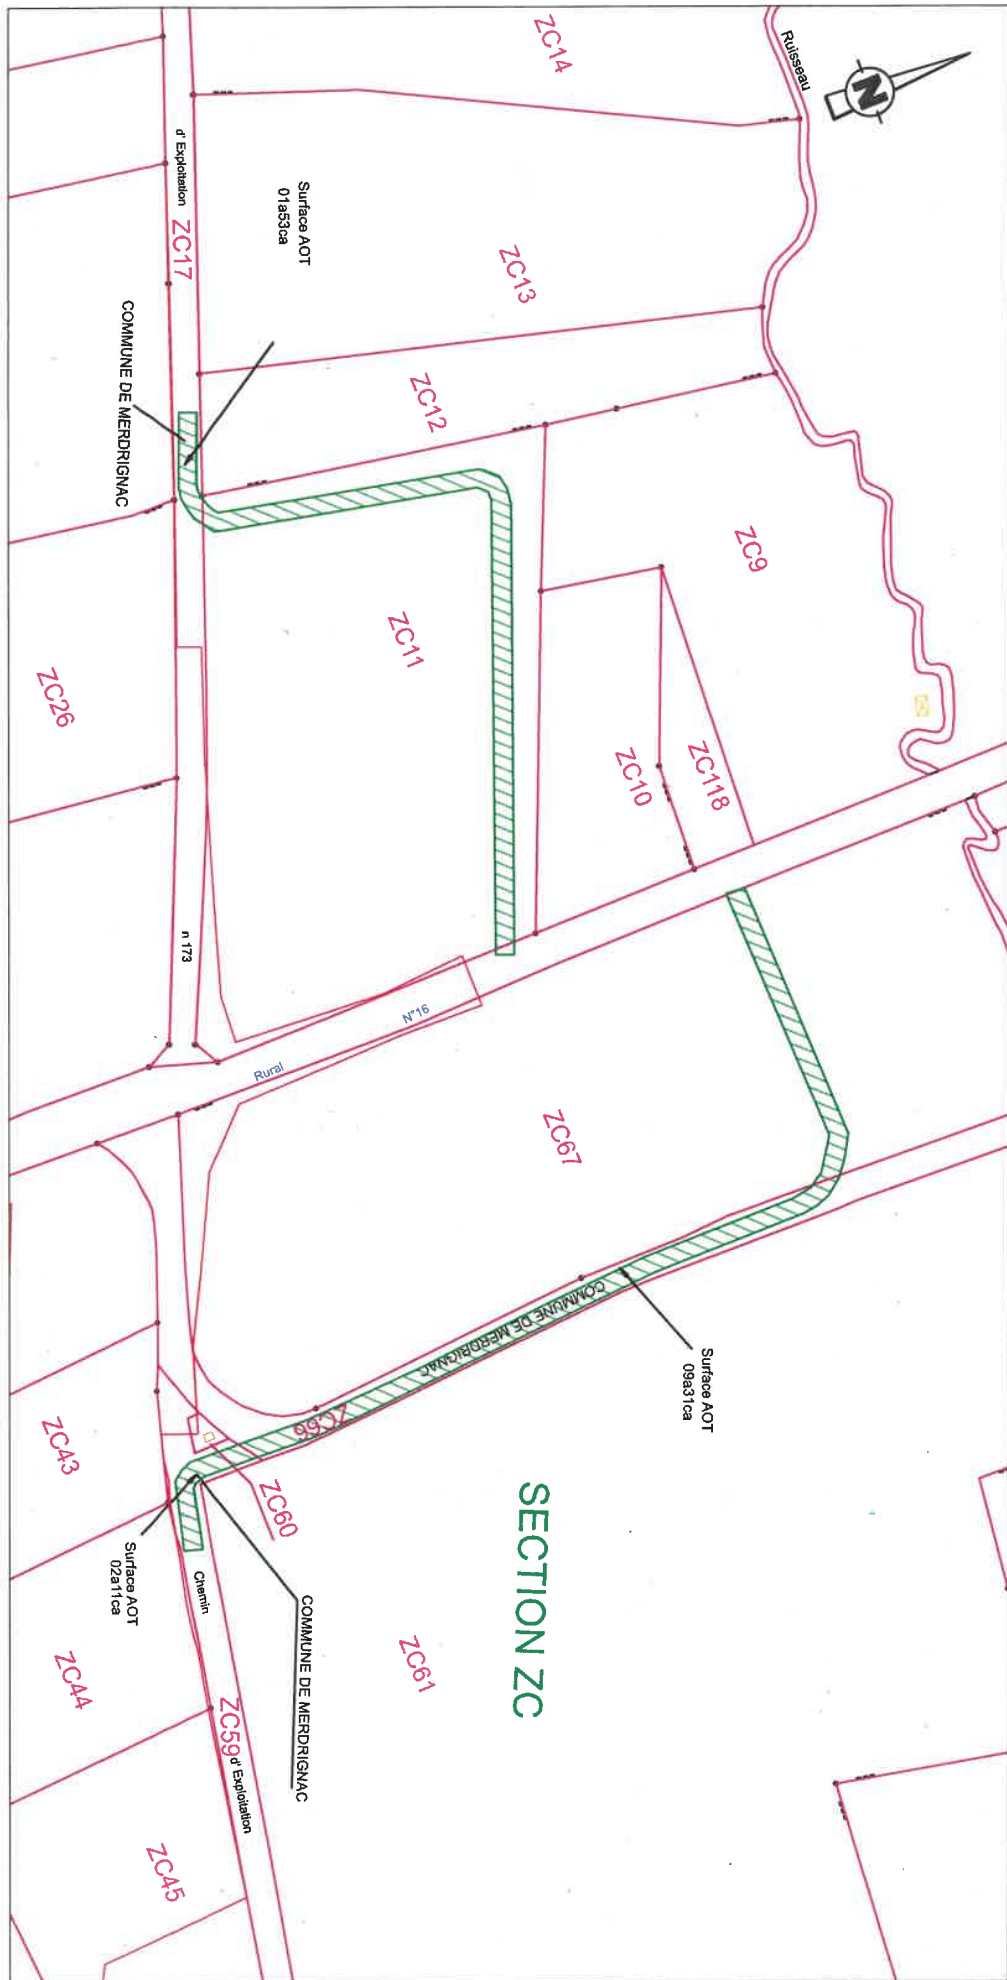 Ruisseau
N
ZC14
ZC13
Surface AOT
01a53ca
d' Exploitation
ZC17
COMMUNE DE MERDRIGNAC
ZC12
ZC9
ZC11
ZC10
ZC118
ZC26
n 173
N°16
Rural
ZC67
COMMUNE DE MERDRIGNAC
Surface AOT
09a31ca
ZC66
ZC60
ZC43
Surface AOT
02a11ca
Chemin
COMMUNE DE MERDRIGNAC
SECTION ZC
ZC61
ZC44
ZC59
d' Exploitation
ZC45